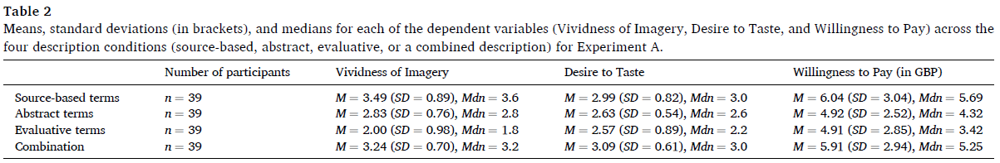 Table 2
Means, standard deviations (in brackets), and medians for each of the dependent variables (Vividness of Imagery, Desire to Taste, and Willingness to Pay) across the
four description conditions (source-based, abstract, evaluative, or a combined description) for Experiment A.
Number of participants Vividness of Imagery Desire to Taste Willingness to Pay (in GBP)
Source-based terms n = 39 M = 3.49 (SD = 0.89), Mdn = 3.6 M = 2.99 (SD = 0.82), Mdn = 3.0 M = 6.04 (SD = 3.04), Mdn = 5.69
Abstract terms n = 39 M = 2.83 (SD = 0.76), Mdn = 2.8 M = 2.63 (SD = 0.54), Mdn = 2.6 M = 4.92 (SD = 2.52), Mdn = 4.32
Evaluative terms n = 39 M = 2.00 (SD = 0.98), Mdn = 1.8 M = 2.57 (SD = 0.89), Mdn = 2.2 M = 4.91 (SD = 2.85), Mdn = 3.42
Combination n = 39 M = 3.24 (SD = 0.70), Mdn = 3.2 M = 3.09 (SD = 0.61), Mdn = 3.0 M = 5.91 (SD = 2.94), Mdn = 5.25